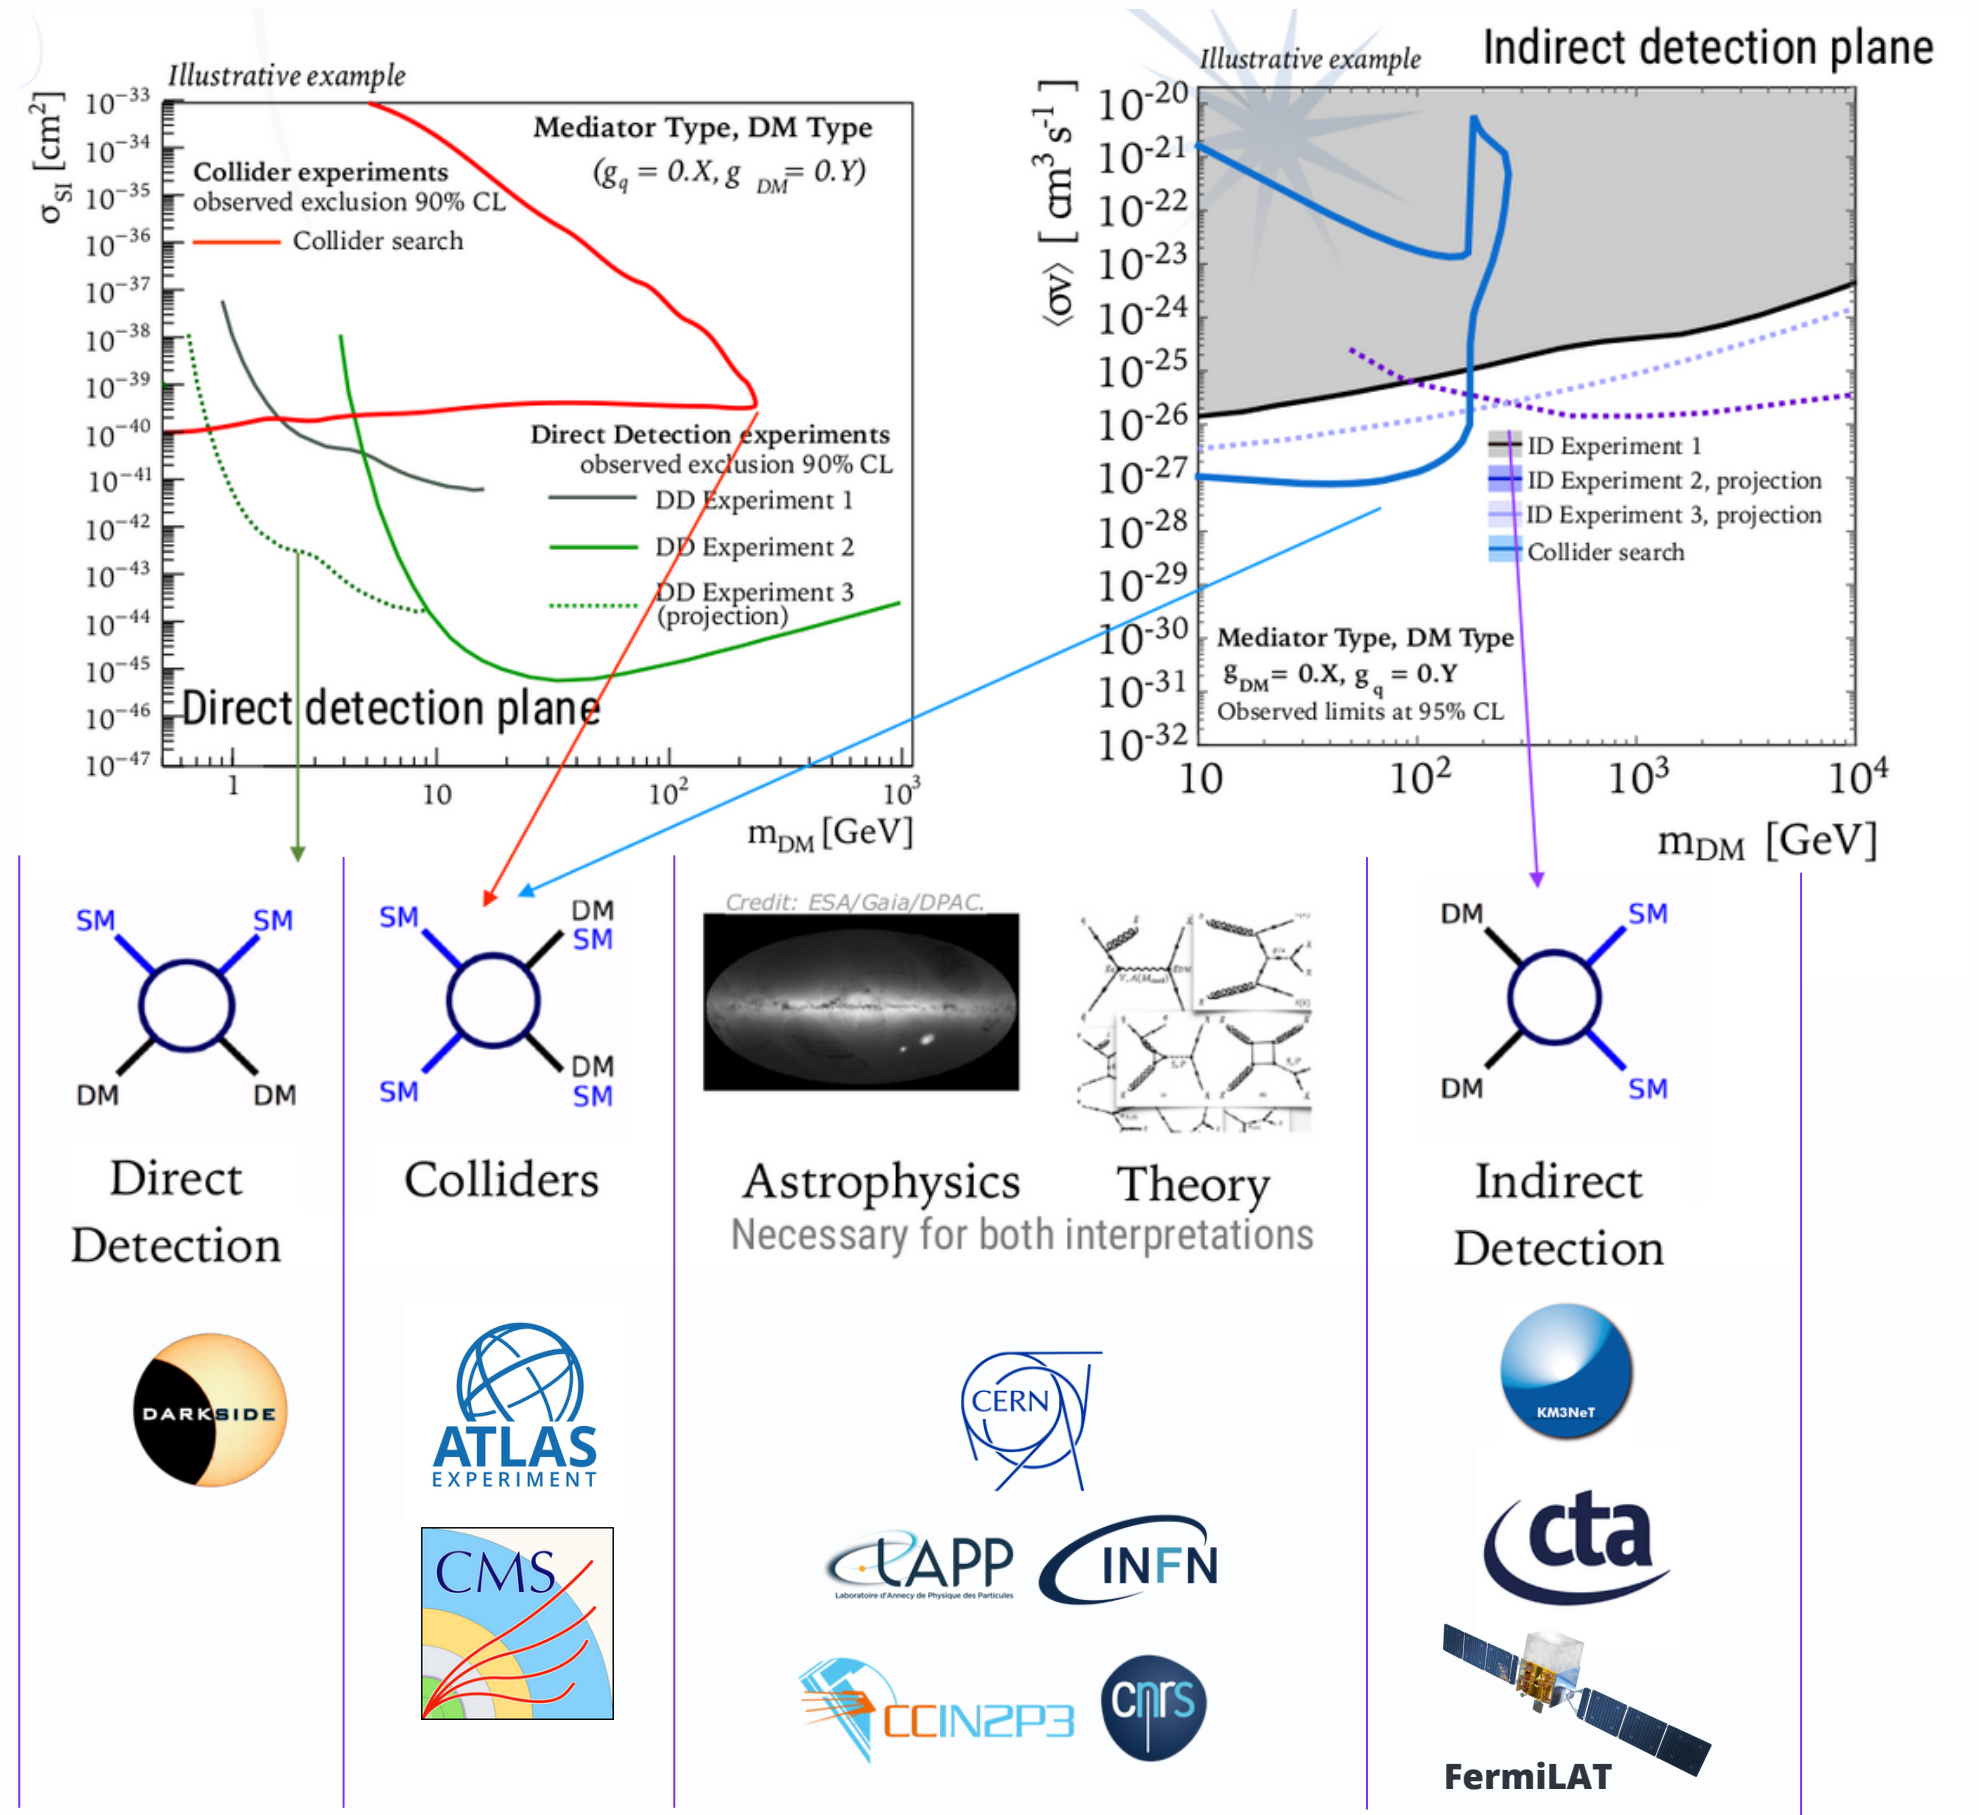 Illustrative example
σSI [cm²]
10⁻³³
10⁻³⁴
10⁻³⁵
10⁻³⁶
10⁻³⁷
10⁻³⁸
10⁻³⁹
10⁻⁴⁰
10⁻⁴¹
10⁻⁴²
10⁻⁴³
10⁻⁴⁴
10⁻⁴⁵
10⁻⁴⁶
10⁻⁴⁷
Mediator Type, DM Type
(gq = 0.X, g DM= 0.Y)
Collider experiments
observed exclusion 90% CL
Collider search
Direct Detection experiments
observed exclusion 90% CL
DD Experiment 1
DD Experiment 2
DD Experiment 3
(projection)
Direct detection plane
1
10
10²
10³
mDM [GeV]
Indirect detection plane
Illustrative example
⟨σv⟩ [ cm³ s⁻¹ ]
10⁻²⁰
10⁻²¹
10⁻²²
10⁻²³
10⁻²⁴
10⁻²⁵
10⁻²⁶
10⁻²⁷
10⁻²⁸
10⁻²⁹
10⁻³⁰
10⁻³¹
10⁻³²
ID Experiment 1
ID Experiment 2, projection
ID Experiment 3, projection
Collider search
Mediator Type, DM Type
gDM= 0.X, gq = 0.Y
Observed limits at 95% CL
10
10²
10³
10⁴
mDM [GeV]
SM SM
DM DM
Direct
Detection
DARKSIDE
SM DM
SM
DM
SM SM
Colliders
ATLAS
EXPERIMENT
CMS
Credit: ESA/Gaia/DPAC.
Astrophysics
Theory
Necessary for both interpretations
CERN
LAPP
Laboratoire d'Annecy de Physique des Particules
INFN
CCIN2P3
cnrs
DM SM
DM SM
Indirect
Detection
KM3NeT
cta
FermiLAT